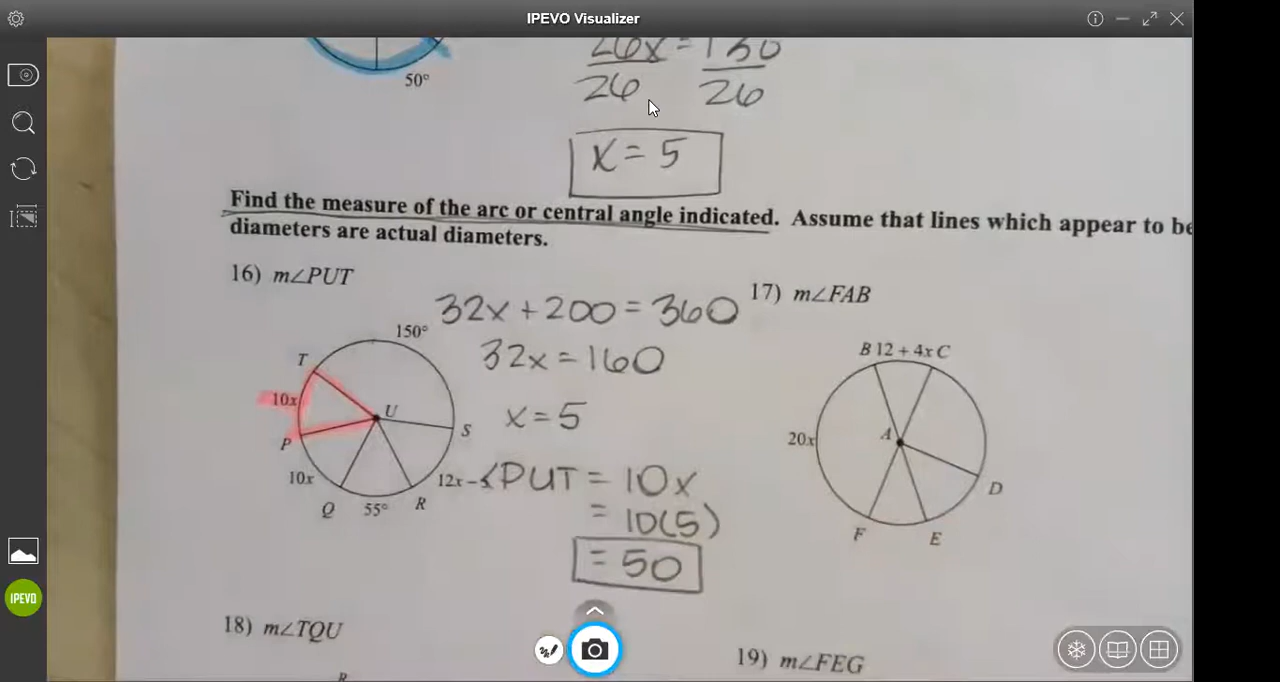 IPEVO Visualizer
26x = 130
50°
26 26
x = 5
Find the measure of the arc or central angle indicated. Assume that lines which appear to be
diameters are actual diameters.
16) m∠PUT
32x + 200 = 360
17) m∠FAB
150°
32x = 160
T
B 12 + 4x C
10x
U
x = 5
S
P
20x
A
10x
12x -
∠PUT = 10x
D
Q
55°
R
= 10(5)
F
E
= 50
IPEVO
18) m∠TQU
19) m∠FEG
R